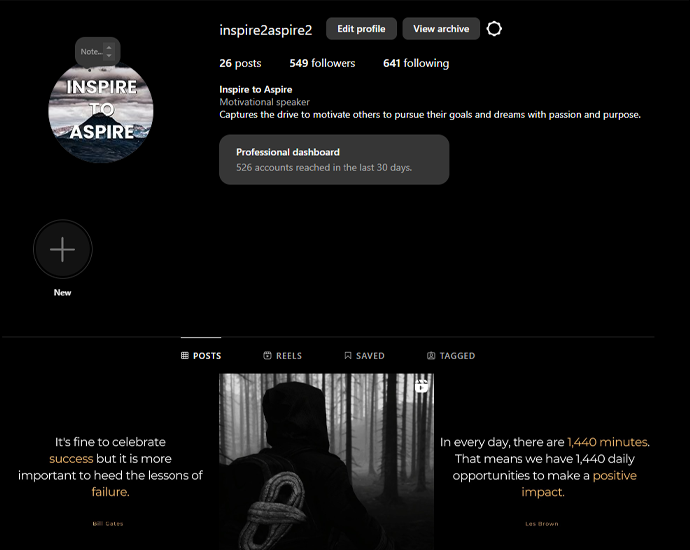 inspire2aspire2 Edit profile View archive
Note...
26 posts 549 followers 641 following
INSPIRE
TO
ASPIRE
Inspire to Aspire
Motivational speaker
Captures the drive to motivate others to pursue their goals and dreams with passion and purpose.
Professional dashboard
526 accounts reached in the last 30 days.
New
POSTS REELS SAVED TAGGED
It's fine to celebrate
success but it is more
important to heed the lessons of
failure.
Bill Gates
In every day, there are 1,440 minutes.
That means we have 1,440 daily
opportunities to make a positive
impact.
Les Brown